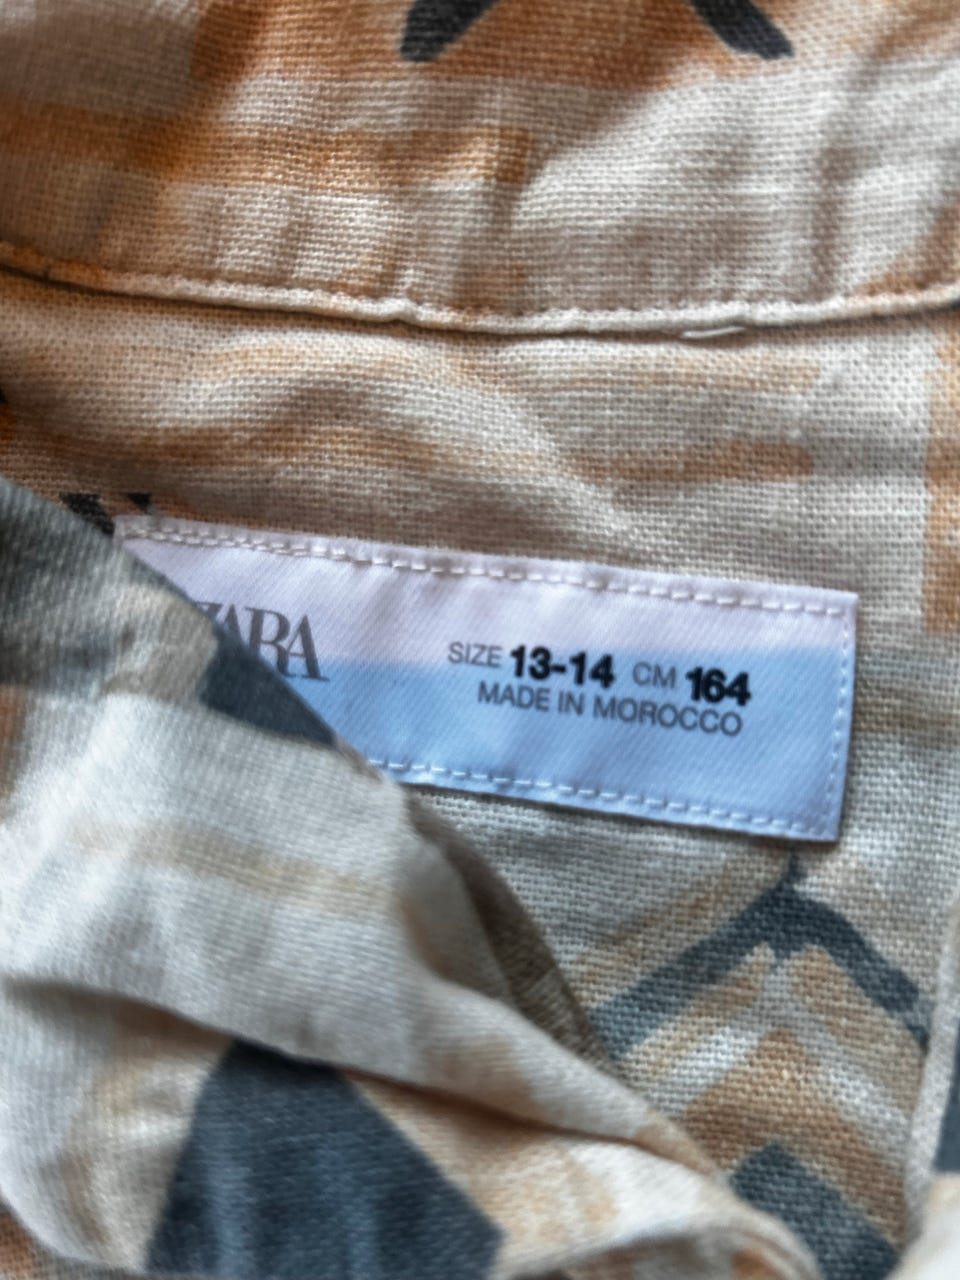 ZARA
SIZE 13-14 CM 164
MADE IN MOROCCO